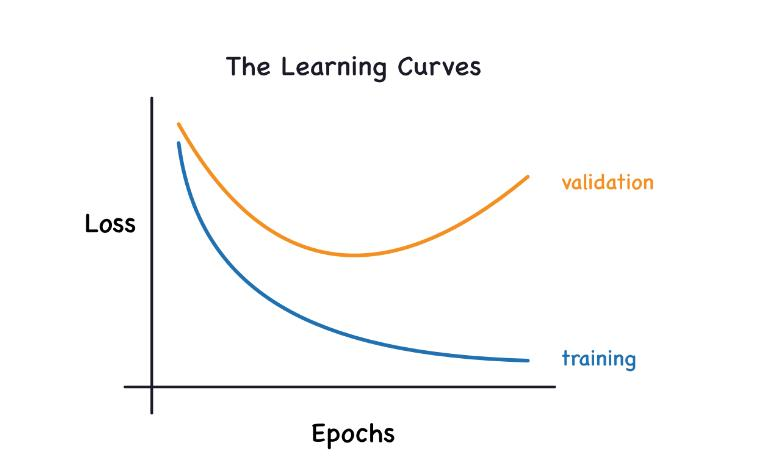 The Learning Curves
validation
Loss
training
Epochs